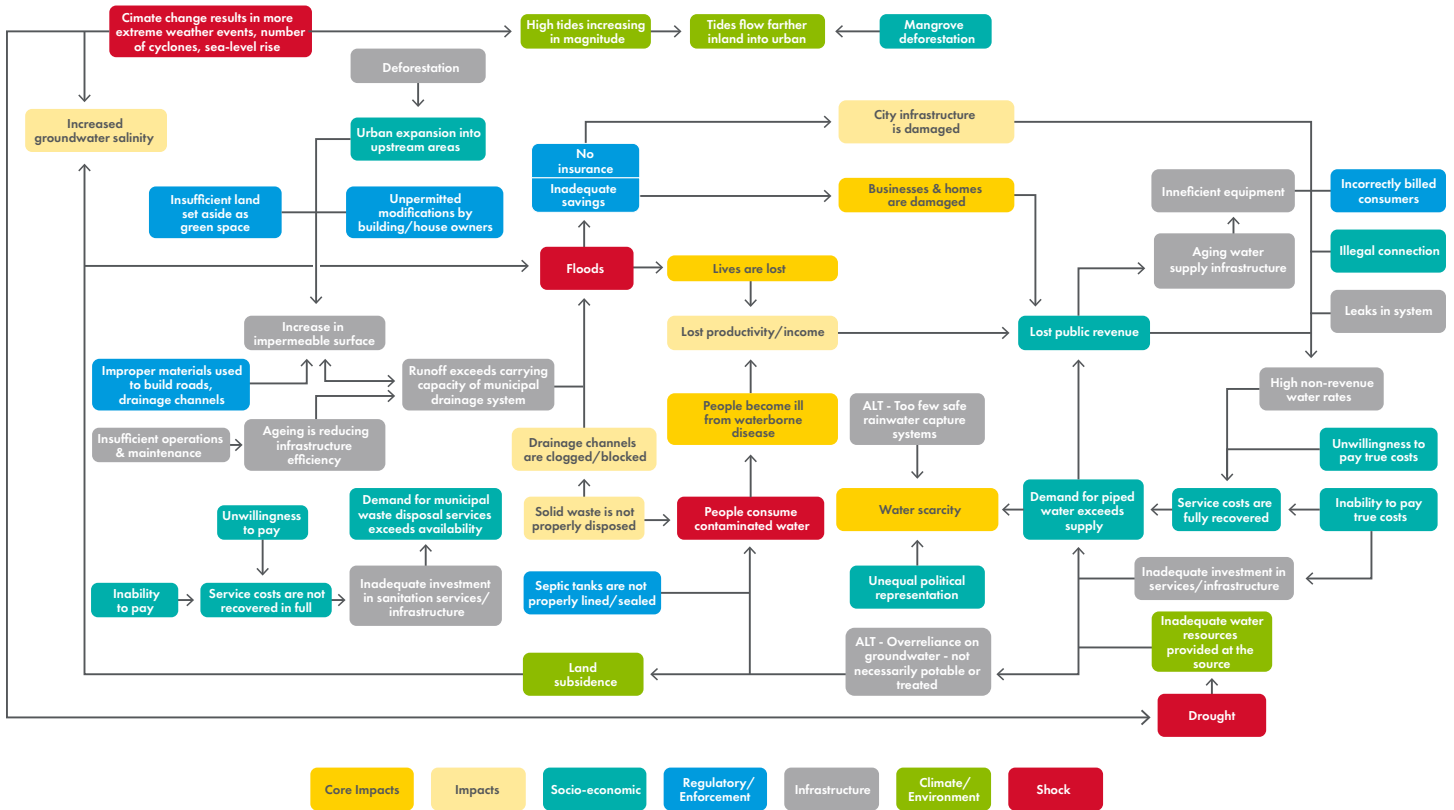 Cimate change results in more
extreme weather events, number
of cyclones, sea-level rise
High tides increasing
in magnitude
Tides flow farther
inland into urban
Mangrove
deforestation
Deforestation
Increased
groundwater salinity
Urban expansion into
upstream areas
City infrastructure
is damaged
No
insurance
Inadequate
savings
Businesses & homes
are damaged
Insufficient land
set aside as
green space
Unpermitted
modifications by
building/house owners
Inneficient equipment
Incorrectly billed
consumers
Floods
Lives are lost
Aging water
supply infrastructure
Illegal connection
Increase in
impermeable surface
Lost productivity/income
Lost public revenue
Leaks in system
Improper materials used
to build roads,
drainage channels
Runoff exceeds carrying
capacity of municipal
drainage system
High non-revenue
water rates
People become ill
from waterborne
disease
ALT - Too few safe
rainwater capture
systems
Insufficient operations
& maintenance
Ageing is reducing
infrastructure
efficiency
Drainage channels
are clogged/blocked
Unwillingness to
pay true costs
Unwillingness
to pay
Demand for municipal
waste disposal services
exceeds availability
Solid waste is not
properly disposed
People consume
contaminated water
Water scarcity
Demand for piped
water exceeds
supply
Service costs are
fully recovered
Inability to pay
true costs
Inability
to pay
Service costs are not
recovered in full
Inadequate investment
in sanitation services/
infrastructure
Septic tanks are not
properly lined/sealed
Unequal political
representation
Inadequate investment in
services/infrastructure
Land
subsidence
ALT - Overreliance on
groundwater - not
necessarily potable or
treated
Inadequate water
resources
provided at the
source
Drought
Core Impacts
Impacts
Socio-economic
Regulatory/
Enforcement
Infrastructure
Climate/
Environment
Shock